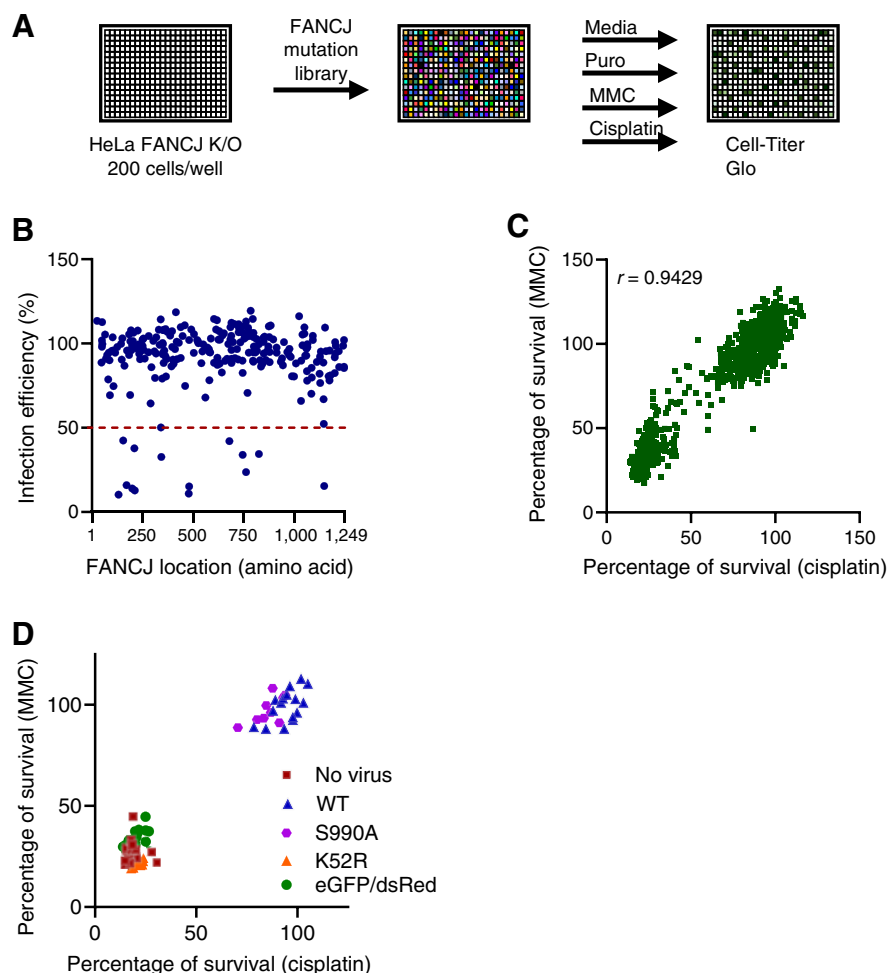 A
HeLa FANCJ K/O
200 cells/well
FANCJ
mutation
library
Media
Puro
MMC
Cisplatin
Cell-Titer
Glo
B
Infection efficiency (%)
150
100
50
0
1 250 500 750 1,000 1,249
FANCJ location (amino acid)
C
Percentage of survival (MMC)
150
100
50
0
r = 0.9429
0 50 100 150
Percentage of survival (cisplatin)
D
Percentage of survival (MMC)
100
50
0
No virus
WT
S990A
K52R
eGFP/dsRed
0 50 100
Percentage of survival (cisplatin)